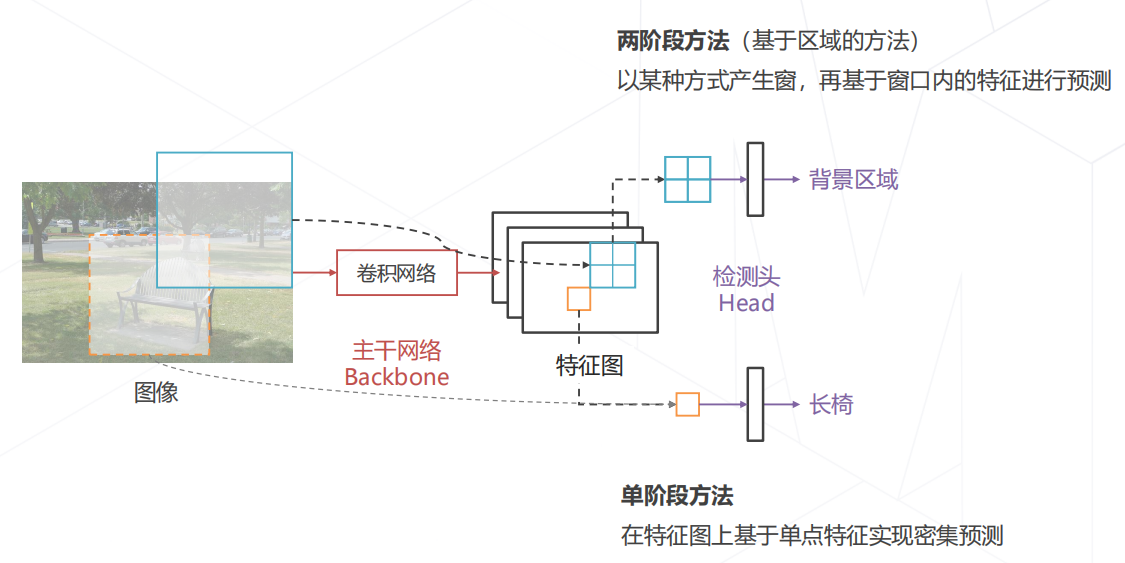 两阶段方法（基于区域的方法）
以某种方式产生窗，再基于窗口内的特征进行预测
背景区域
卷积网络
检测头
Head
主干网络
Backbone
特征图
图像
长椅
单阶段方法
在特征图上基于单点特征实现密集预测